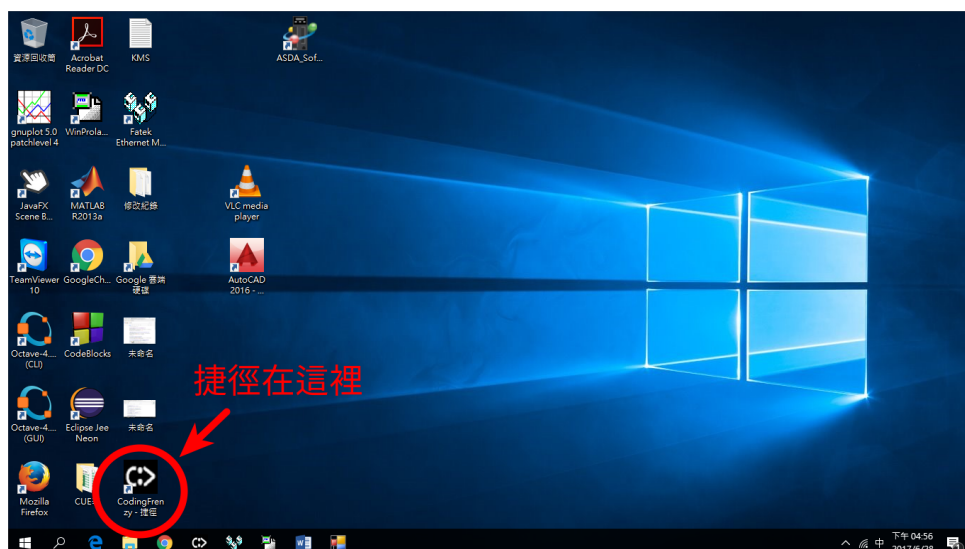 資源回收筒
Acrobat
Reader DC
KMS
ASDA_Sof...
gnuplot 5.0
patchlevel 4
WinProla...
Fatek
Ethernet M...
JavaFX
Scene B...
MATLAB
R2013a
修改紀錄
VLC media
player
TeamViewer
10
GoogleCh...
Google 雲端
硬碟
AutoCAD
2016 - ...
Octave-4....
(CLI)
CodeBlocks
未命名
捷徑在這裡
Octave-4....
(GUI)
Eclipse Jee
Neon
未命名
Mozilla
Firefox
CodingFren
zy - 捷徑
中
下午 04:56
2017/6/28